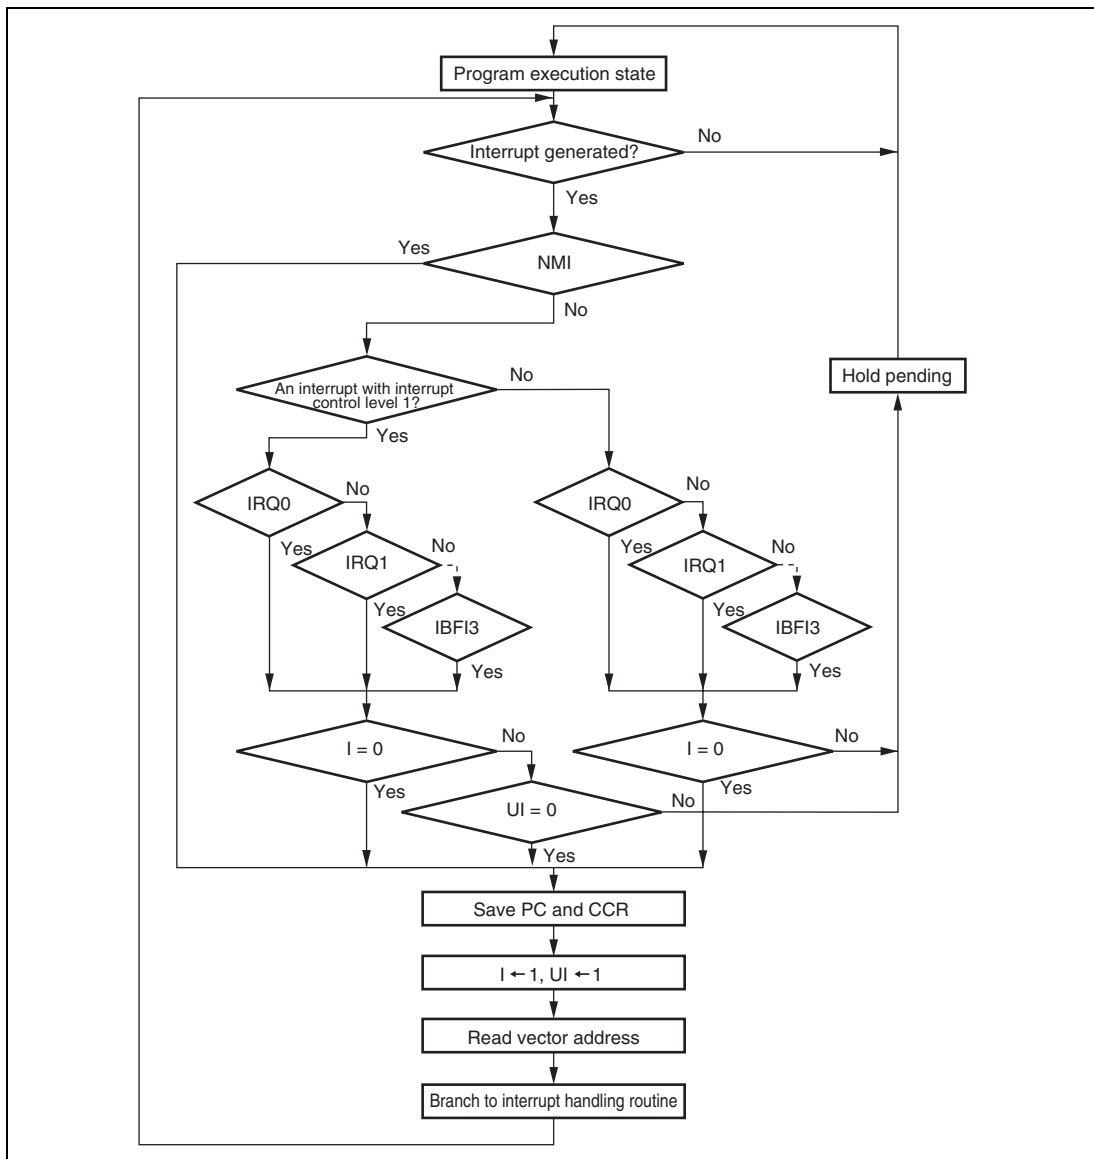 Program execution state
Interrupt generated?
No
Yes
Yes
NMI
No
An interrupt with interrupt
control level 1?
No
Hold pending
Yes
IRQ0
No
IRQ0
No
Yes
IRQ1
No
Yes
IRQ1
No
Yes
IBFI3
Yes
IBFI3
Yes
Yes
I = 0
No
I = 0
No
Yes
UI = 0
No
Yes
Yes
Save PC and CCR
I ← 1, UI ← 1
Read vector address
Branch to interrupt handling routine